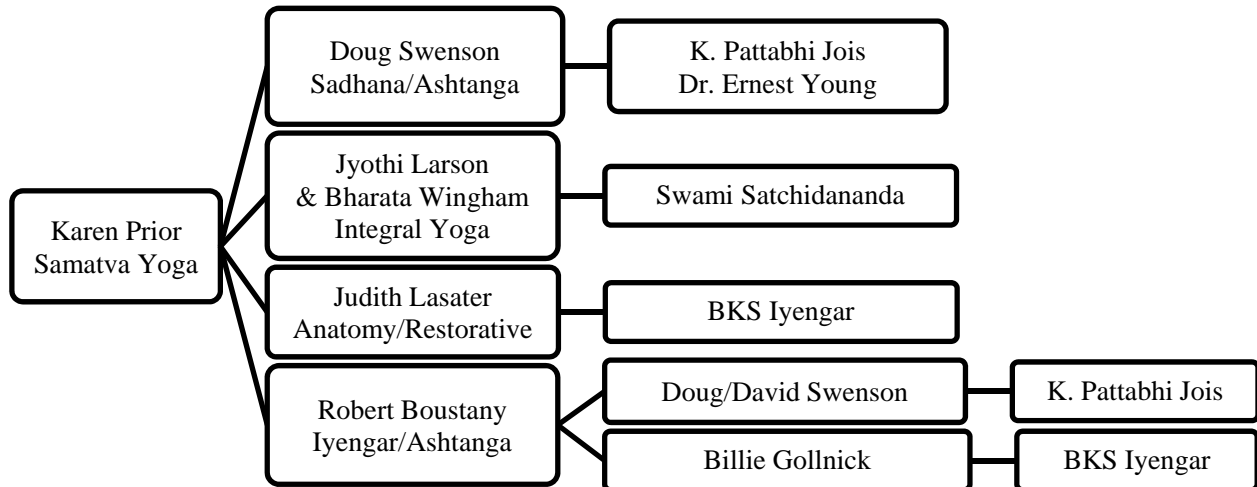 Karen Prior
Samatva Yoga
Doug Swenson
Sadhana/Ashtanga
K. Pattabhi Jois
Dr. Ernest Young
Jyothi Larson
& Bharata Wingham
Integral Yoga
Swami Satchidananda
Judith Lasater
Anatomy/Restorative
BKS Iyengar
Robert Boustany
Iyengar/Ashtanga
Doug/David Swenson
K. Pattabhi Jois
Billie Gollnick
BKS Iyengar